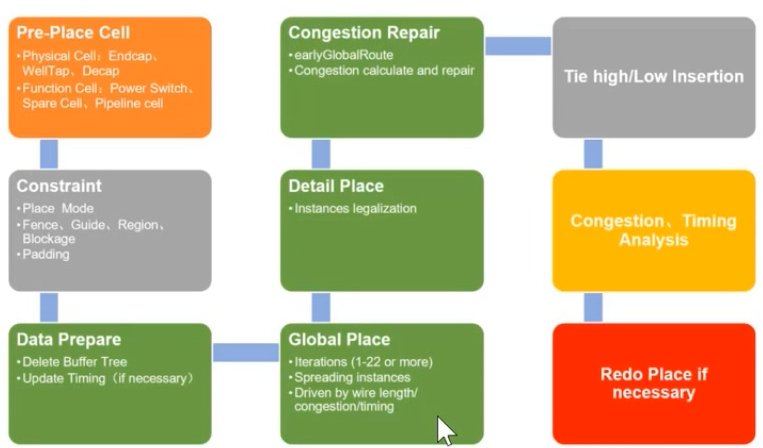 Pre-Place Cell
•Physical Cell：Endcap、
WellTap、Decap
•Function Cell：Power Switch、
Spare Cell、Pipeline cell
Constraint
•Place Mode
•Fence、Guide、Region、
Blockage
•Padding
Data Prepare
•Delete Buffer Tree
•Update Timing（if necessary）
Global Place
•Iterations (1-22 or more)
•Spreading instances
•Driven by wire length/
congestion/timing
Detail Place
•Instances legalization
Congestion Repair
•earlyGlobalRoute
•Congestion calculate and repair
Tie high/Low Insertion
Congestion、Timing
Analysis
Redo Place if
necessary